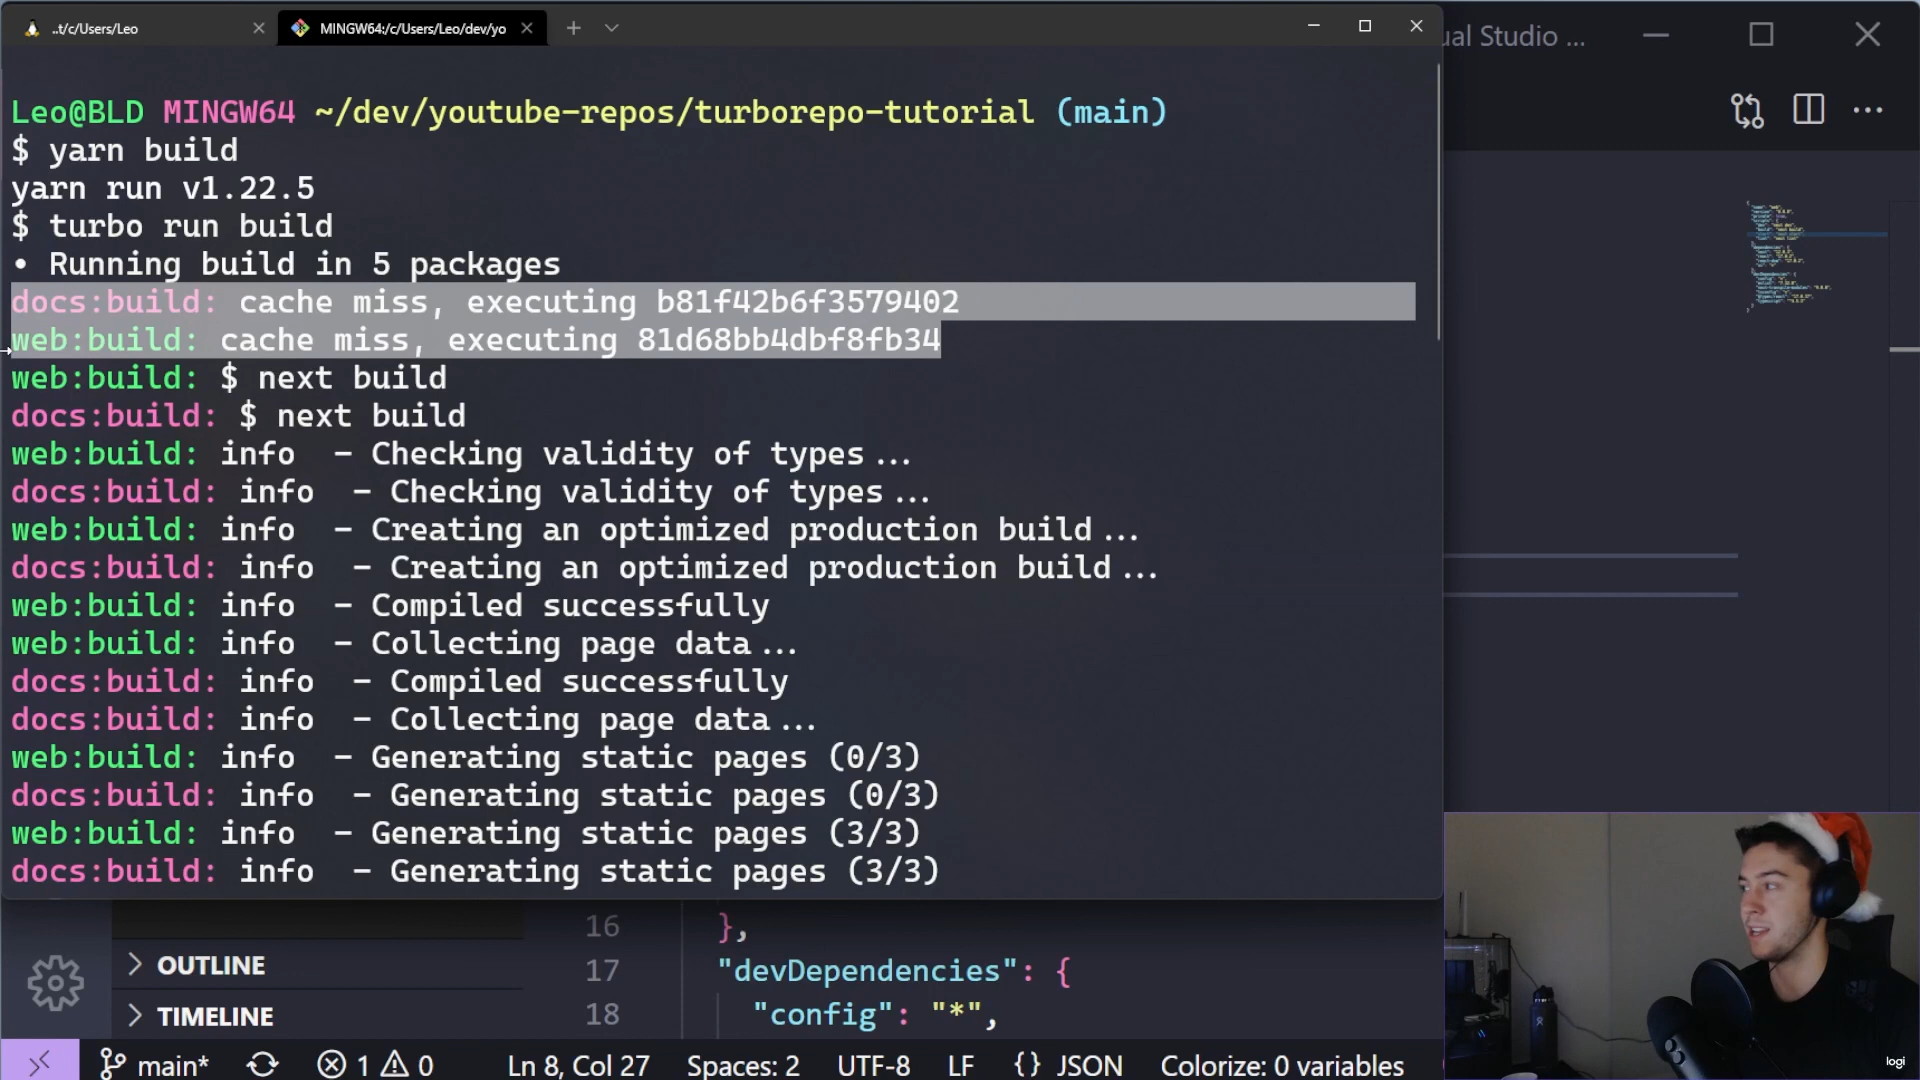 ..t/c/Users/Leo
MINGW64:/c/Users/Leo/dev/yo
ual Studio ...
Leo@BLD MINGW64 ~/dev/youtube-repos/turborepo-tutorial (main)
$ yarn build
yarn run v1.22.5
$ turbo run build
• Running build in 5 packages
docs:build: cache miss, executing b81f42b6f3579402
web:build: cache miss, executing 81d68bb4dbf8fb34
web:build: $ next build
docs:build: $ next build
web:build: info  - Checking validity of types...
docs:build: info  - Checking validity of types...
web:build: info  - Creating an optimized production build...
docs:build: info  - Creating an optimized production build...
web:build: info  - Compiled successfully
web:build: info  - Collecting page data...
docs:build: info  - Compiled successfully
docs:build: info  - Collecting page data...
web:build: info  - Generating static pages (0/3)
docs:build: info  - Generating static pages (0/3)
web:build: info  - Generating static pages (3/3)
docs:build: info  - Generating static pages (3/3)
16 },
17 "devDependencies": {
18 "config": "*",
OUTLINE
TIMELINE
main* 1 0 Ln 8, Col 27 Spaces: 2 UTF-8 LF {} JSON Colorize: 0 variables
logi